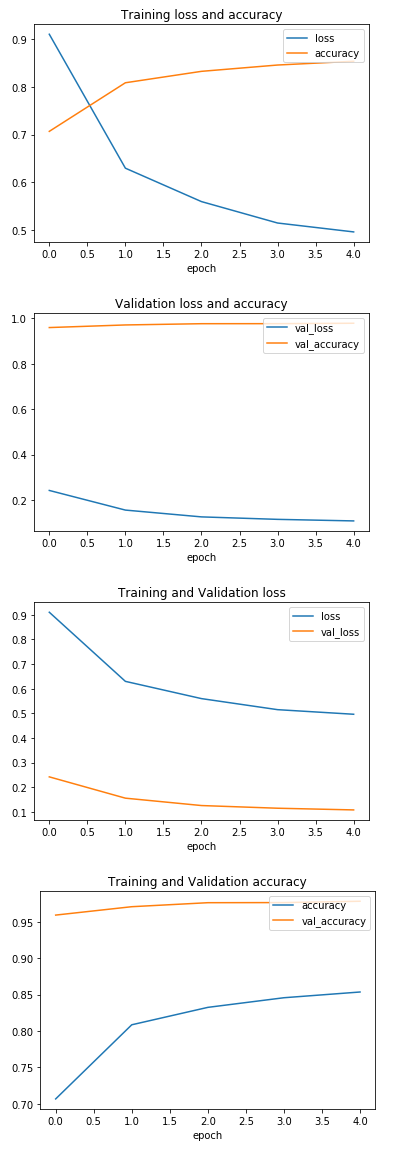 Training loss and accuracy
0.9
0.8
0.7
0.6
0.5
loss
accuracy
0.0 0.5 1.0 1.5 2.0 2.5 3.0 3.5 4.0
epoch
Validation loss and accuracy
1.0
0.8
0.6
0.4
0.2
val_loss
val_accuracy
0.0 0.5 1.0 1.5 2.0 2.5 3.0 3.5 4.0
epoch
Training and Validation loss
0.9
0.8
0.7
0.6
0.5
0.4
0.3
0.2
0.1
loss
val_loss
0.0 0.5 1.0 1.5 2.0 2.5 3.0 3.5 4.0
epoch
Training and Validation accuracy
0.95
0.90
0.85
0.80
0.75
0.70
accuracy
val_accuracy
0.0 0.5 1.0 1.5 2.0 2.5 3.0 3.5 4.0
epoch